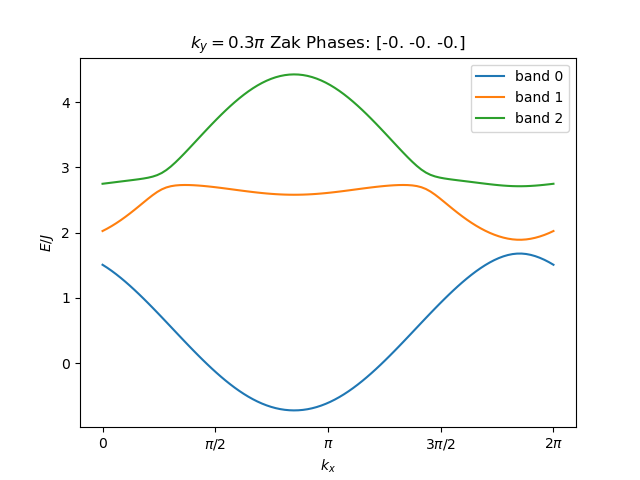 $k_y = 0.3\pi$ Zak Phases: [-0. -0. -0.]
band 0
band 1
band 2
4
3
2
1
0
E/J
0
π/2
π
3π/2
2π
$k_x$